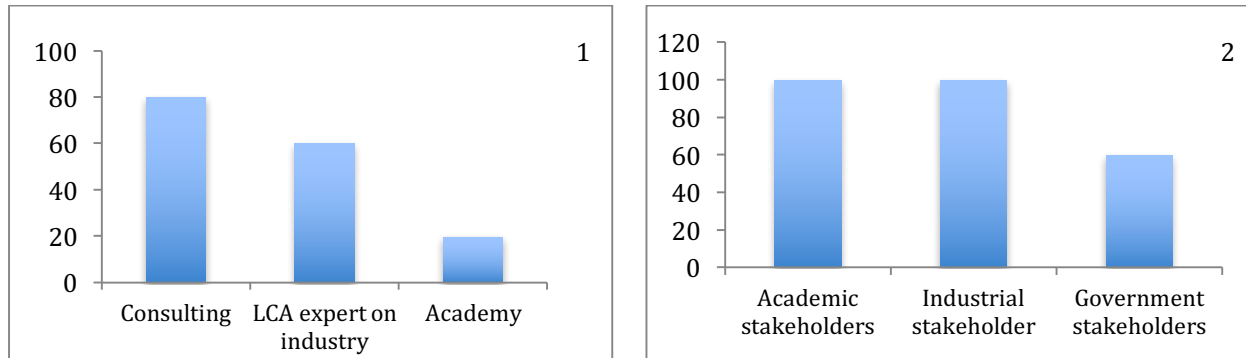 1
100
80
60
40
20
0
Consulting
LCA expert on
industry
Academy
2
120
100
80
60
40
20
0
Academic
stakeholders
Industrial
stakeholder
Government
stakeholders